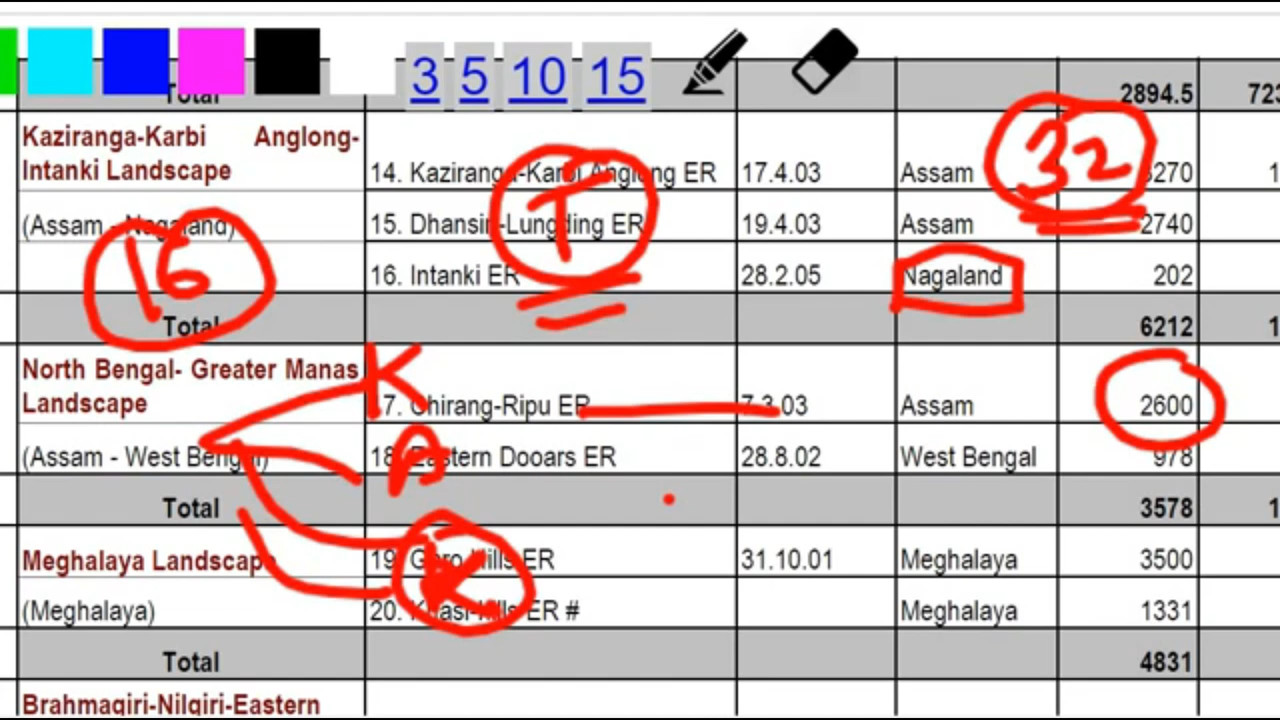 3 5 10 15
Total 2894.5
Kaziranga-Karbi Anglong-
Intanki Landscape
14. Kaziranga-Karbi Anglong ER 17.4.03 Assam
32
(Assam - Nagaland)
15. Dhansiri-Lungding ER 19.4.03 Assam 2740
T
16
16. Intanki ER 28.2.05 Nagaland 202
Total 6212
North Bengal- Greater Manas
Landscape
K
17. Chirang-Ripu ER 7.3.03 Assam 2600
(Assam - West Bengal)
18. Eastern Dooars ER 28.8.02 West Bengal 978
Total 3578
Meghalaya Landscape
19. Garo Hills ER 31.10.01 Meghalaya 3500
K
(Meghalaya)
20. Khasi-Hills ER # Meghalaya 1331
Total 4831
Brahmagiri-Nilgiri-Eastern